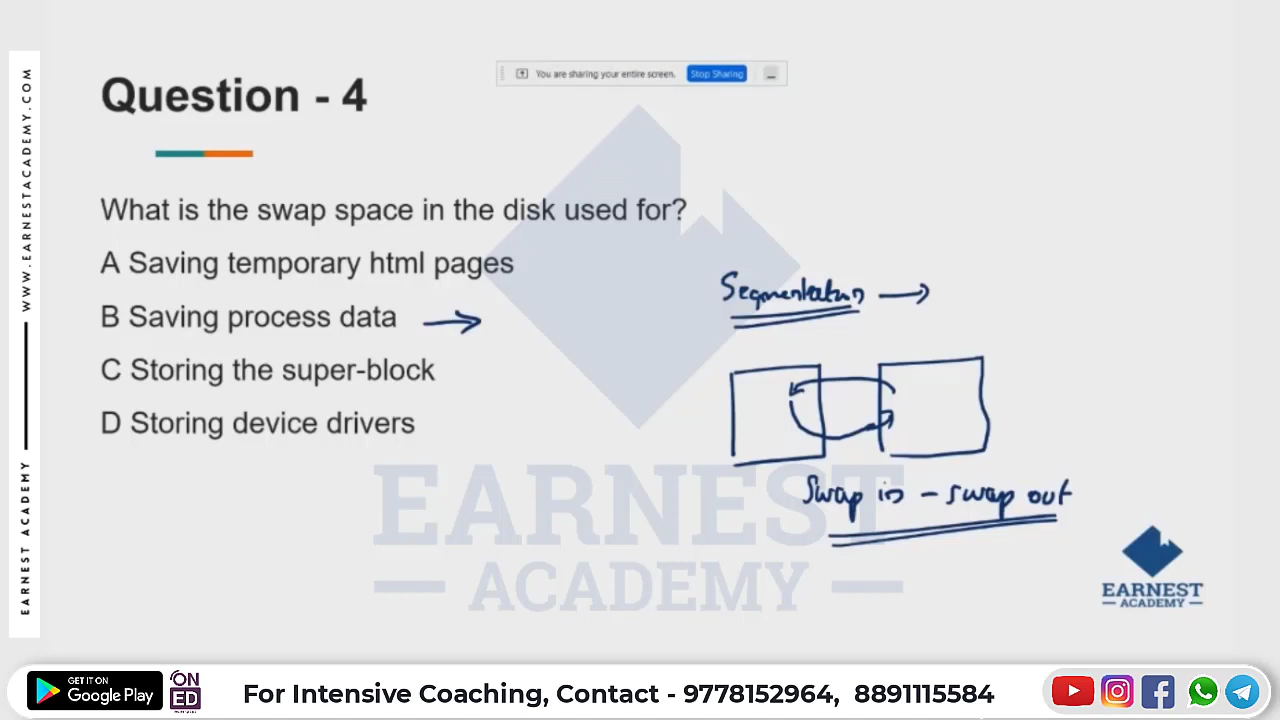 WWW.EARNESTACADEMY.COM
EARNEST ACADEMY
You are sharing your entire screen.
Stop Sharing
Question - 4
What is the swap space in the disk used for?
A Saving temporary html pages
B Saving process data
C Storing the super-block
D Storing device drivers
Segmentation
Swap in - swap out
EARNEST
ACADEMY
EARNEST
ACADEMY
GET IT ON
Google Play
ON
ED
For Intensive Coaching, Contact - 9778152964, 8891115584